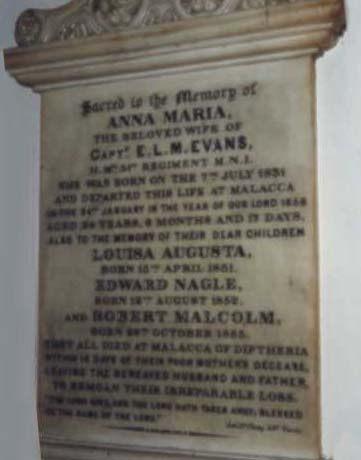 Sacred to the Memory of
ANNA MARIA,
THE BELOVED WIFE OF
CAPTN. E. L. M. EVANS,
REGIMENT M.N.I.
SHE WAS BORN ON THE 7TH JULY 1831
AND DEPARTED THIS LIFE AT MALACCA
ON THE 24TH JANUARY IN THE YEAR OF OUR LORD 1856
AGED 24 YEARS, 6 MONTHS AND 17 DAYS,
ALSO TO THE MEMORY OF THEIR DEAR CHILDREN
LOUISA AUGUSTA,
BORN 15TH APRIL 1851.
EDWARD NAGLE,
BORN 12TH AUGUST 1852.
AND ROBERT MALCOLM,
BORN OCTOBER 1853.
THEY ALL DIED AT MALACCA OF DIPTHERIA
WITHIN DAYS OF THEIR POOR MOTHER'S DECEASE,
LEAVING THE BEREAVED HUSBAND AND FATHER,
TO BEMOAN THEIR IRREPARABLE LOSS.
"THE LORD GAVE, AND THE LORD HATH TAKEN AWAY, BLESSED
BE THE NAME OF THE LORD."